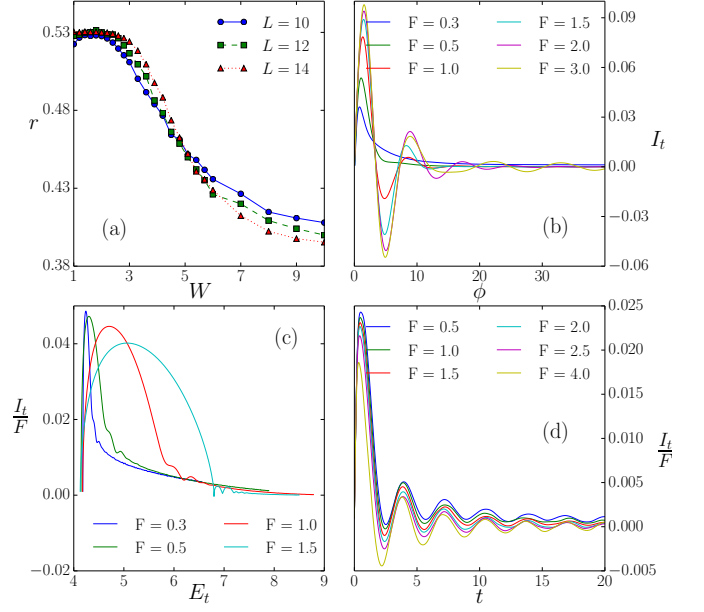 0.53
0.48
0.43
0.38
r
L = 10
L = 12
L = 14
(a)
1 3 5 7 9
W
0.09
0.06
0.03
0.00
−0.03
−0.06
I_t
F = 0.3 F = 1.5
F = 0.5 F = 2.0
F = 1.0 F = 3.0
(b)
0 10 20 30
ϕ
0.04
0.02
0.00
−0.02
I_t
F
(c)
F = 0.3 F = 1.0
F = 0.5 F = 1.5
4 5 6 7 8 9
E_t
0.025
0.020
0.015
0.010
0.005
0.000
−0.005
I_t
F
F = 0.5 F = 2.0
F = 1.0 F = 2.5
F = 1.5 F = 4.0
(d)
0 5 10 15 20
t